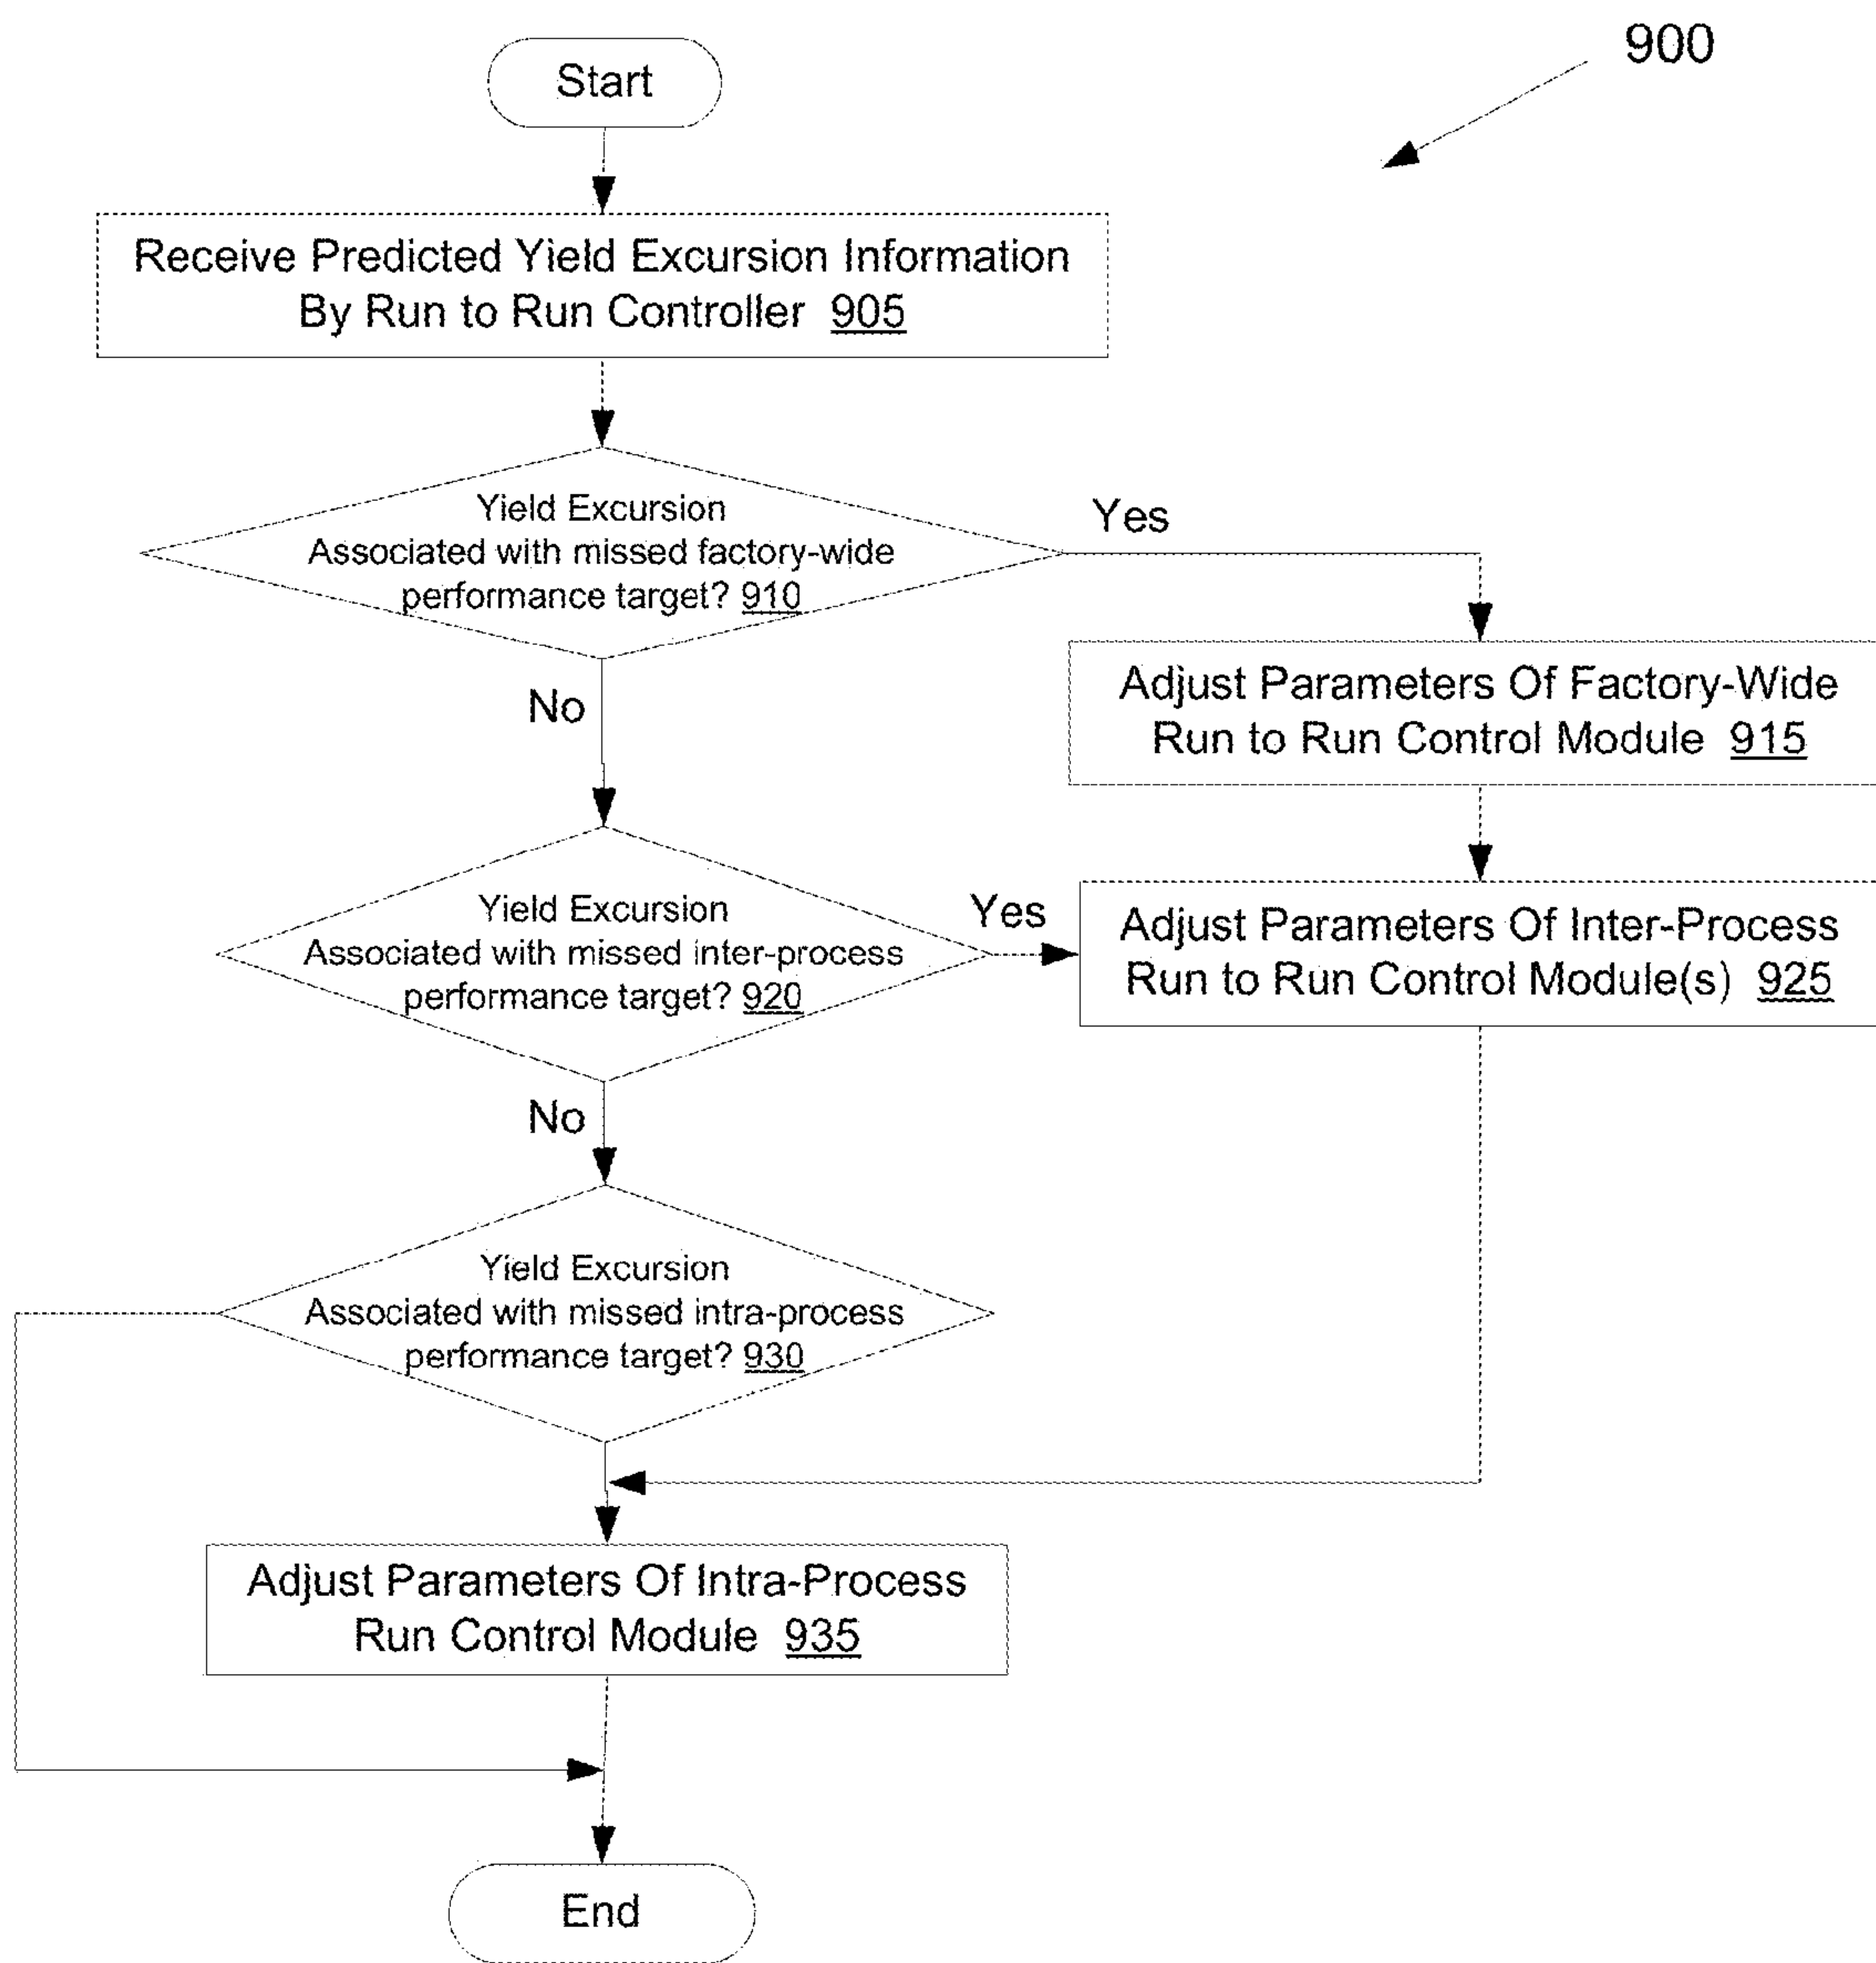 900
Start
Receive Predicted Yield Excursion Information
By Run to Run Controller 905
Yield Excursion
Associated with missed factory-wide
performance target? 910
Yes
No
Adjust Parameters Of Factory-Wide
Run to Run Control Module 915
Yield Excursion
Associated with missed inter-process
performance target? 920
Yes
Adjust Parameters Of Inter-Process
Run to Run Control Module(s) 925
No
Yield Excursion
Associated with missed intra-process
performance target? 930
Adjust Parameters Of Intra-Process
Run Control Module 935
End